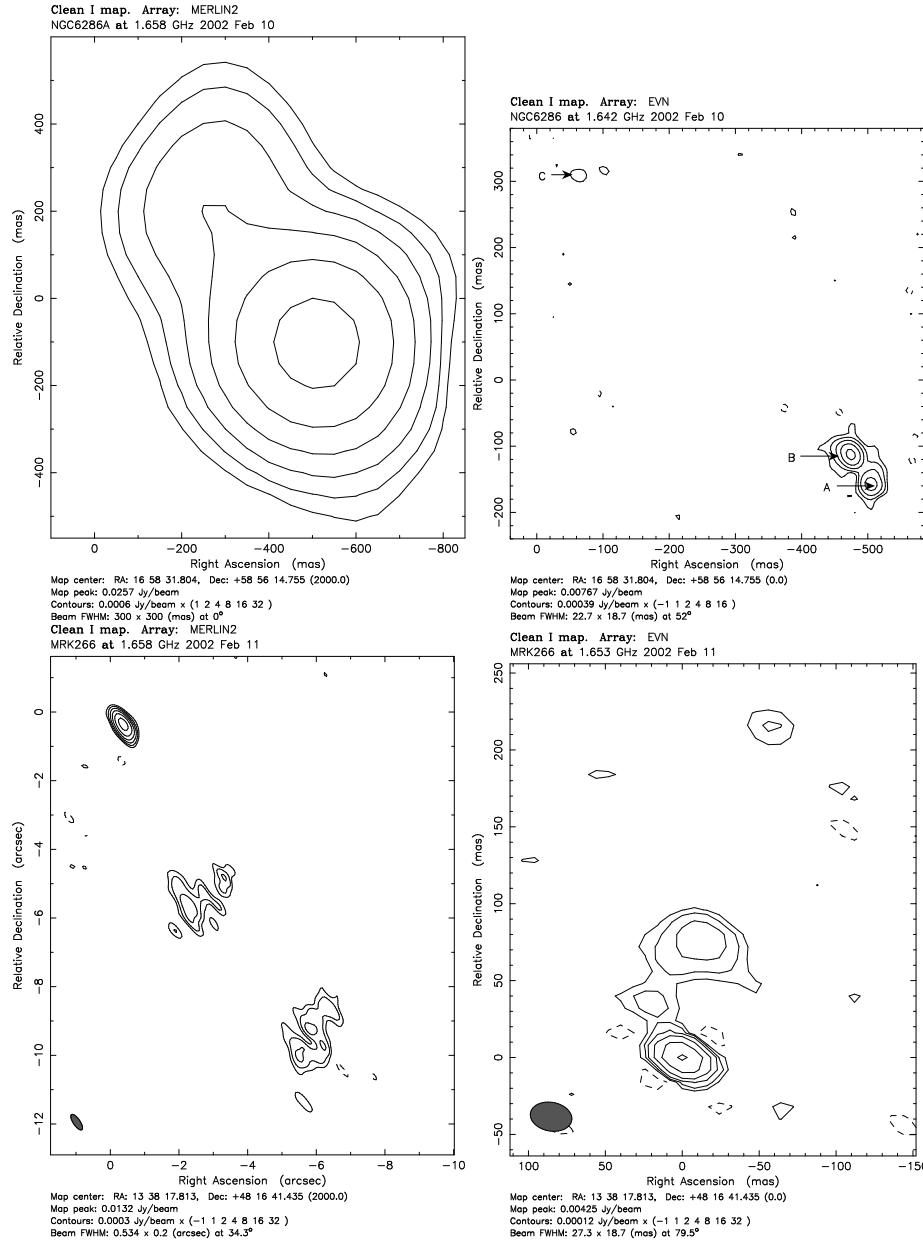 Clean I map. Array: MERLIN2
NGC6286A at 1.658 GHz 2002 Feb 10
Relative Declination (mas)
400
200
0
−200
−400
0
−200
−400
−600
−800
Right Ascension (mas)
Map center: RA: 16 58 31.804, Dec: +58 56 14.755 (2000.0)
Map peak: 0.0257 Jy/beam
Contours: 0.0006 Jy/beam x (1 2 4 8 16 32 )
Beam FWHM: 300 x 300 (mas) at 0°
Clean I map. Array: EVN
NGC6286 at 1.642 GHz 2002 Feb 10
Relative Declination (mas)
300
200
100
0
−100
−200
C
B
A
0
−100
−200
−300
−400
−500
Right Ascension (mas)
Map center: RA: 16 58 31.804, Dec: +58 56 14.755 (0.0)
Map peak: 0.00767 Jy/beam
Contours: 0.00039 Jy/beam x (−1 1 2 4 8 16 )
Beam FWHM: 22.7 x 18.7 (mas) at 52°
Clean I map. Array: MERLIN2
MRK266 at 1.658 GHz 2002 Feb 11
Relative Declination (arcsec)
0
−2
−4
−6
−8
−10
−12
0
−2
−4
−6
−8
−10
Right Ascension (arcsec)
Map center: RA: 13 38 17.813, Dec: +48 16 41.435 (2000.0)
Map peak: 0.0132 Jy/beam
Contours: 0.0003 Jy/beam x (−1 1 2 4 8 16 32 )
Beam FWHM: 0.534 x 0.2 (arcsec) at 34.3°
Clean I map. Array: EVN
MRK266 at 1.653 GHz 2002 Feb 11
Relative Declination (mas)
250
200
150
100
50
0
−50
100
50
0
−50
−100
−150
Right Ascension (mas)
Map center: RA: 13 38 17.813, Dec: +48 16 41.435 (0.0)
Map peak: 0.00425 Jy/beam
Contours: 0.00012 Jy/beam x (−1 1 2 4 8 16 32 )
Beam FWHM: 27.3 x 18.7 (mas) at 79.5°